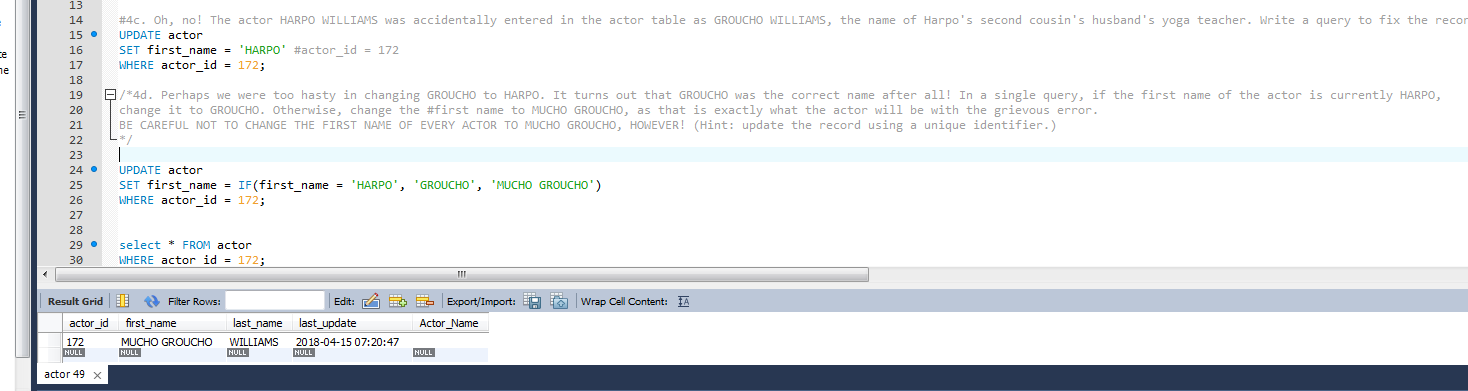 13
14 #4c. Oh, no! The actor HARPO WILLIAMS was accidentally entered in the actor table as GROUCHO WILLIAMS, the name of Harpo's second cousin's husband's yoga teacher. Write a query to fix the recor
15 UPDATE actor
te
16 SET first_name = 'HARPO' #actor_id = 172
17 WHERE actor_id = 172;
ne
18
19 /*4d. Perhaps we were too hasty in changing GROUCHO to HARPO. It turns out that GROUCHO was the correct name after all! In a single query, if the first name of the actor is currently HARPO,
20 change it to GROUCHO. Otherwise, change the #first name to MUCHO GROUCHO, as that is exactly what the actor will be with the grievous error.
21 BE CAREFUL NOT TO CHANGE THE FIRST NAME OF EVERY ACTOR TO MUCHO GROUCHO, HOWEVER! (Hint: update the record using a unique identifier.)
22 */
23
24 UPDATE actor
25 SET first_name = IF(first_name = 'HARPO', 'GROUCHO', 'MUCHO GROUCHO')
26 WHERE actor_id = 172;
27
28
29 select * FROM actor
30 WHERE actor_id = 172;
Result Grid Filter Rows: Edit: Export/Import: Wrap Cell Content: IA
actor_id first_name last_name last_update Actor_Name
172 MUCHO GROUCHO WILLIAMS 2018-04-15 07:20:47
NULL NULL NULL NULL NULL
actor 49 ×